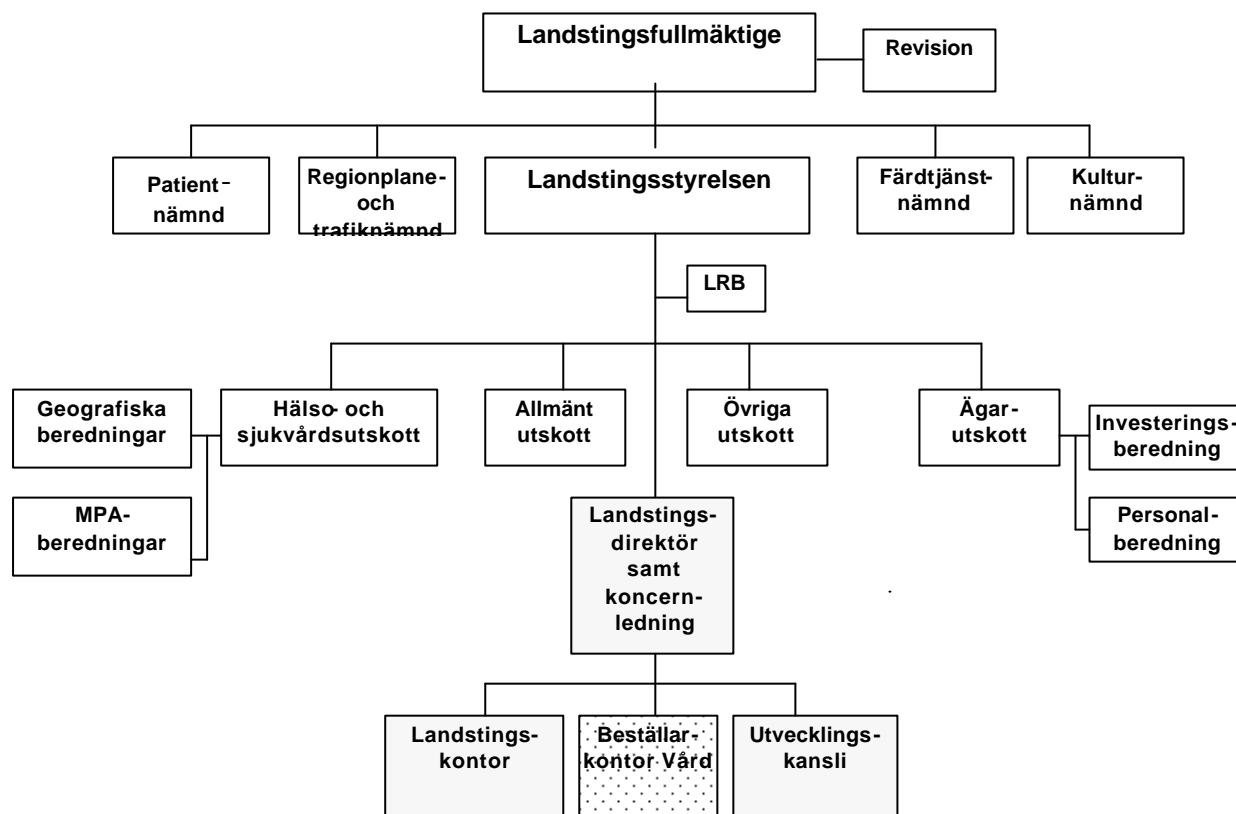 Landstingsfullmäktige
Revision
Patient-
nämnd
Regionplane-
och
trafiknämnd
Landstingsstyrelsen
Färdtjänst-
nämnd
Kultur-
nämnd
LRB
Geografiska
beredningar
Hälso- och
sjukvårdsutskott
Allmänt
utskott
Övriga
utskott
Ägar-
utskott
Investerings-
beredning
MPA-
beredningar
Landstings-
direktör
samt
koncern-
ledning
Personal-
beredning
Landstings-
kontor
Beställar-
kontor Vård
Utvecklings-
kansli